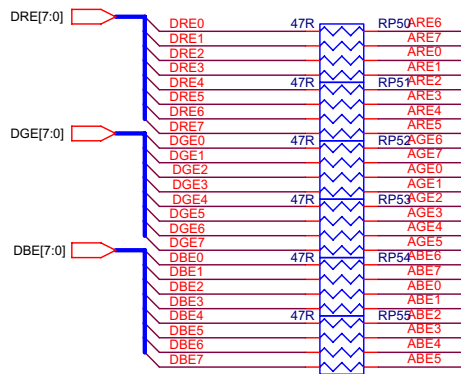 DRE[7:0] DRE0 47R RP50 ARE6
DRE1 ARE7
DRE2 ARE0
DRE3 ARE1
DRE4 47R RP51 ARE2
DRE5 ARE3
DRE6 ARE4
DRE7 ARE5
DGE[7:0] DGE0 47R RP52 AGE6
DGE1 AGE7
DGE2 AGE0
DGE3 AGE1
DGE4 47R RP53 AGE2
DGE5 AGE3
DGE6 AGE4
DGE7 AGE5
DBE[7:0] DBE0 47R RP54 ABE6
DBE1 ABE7
DBE2 ABE0
DBE3 ABE1
DBE4 47R RP55 ABE2
DBE5 ABE3
DBE6 ABE4
DBE7 ABE5